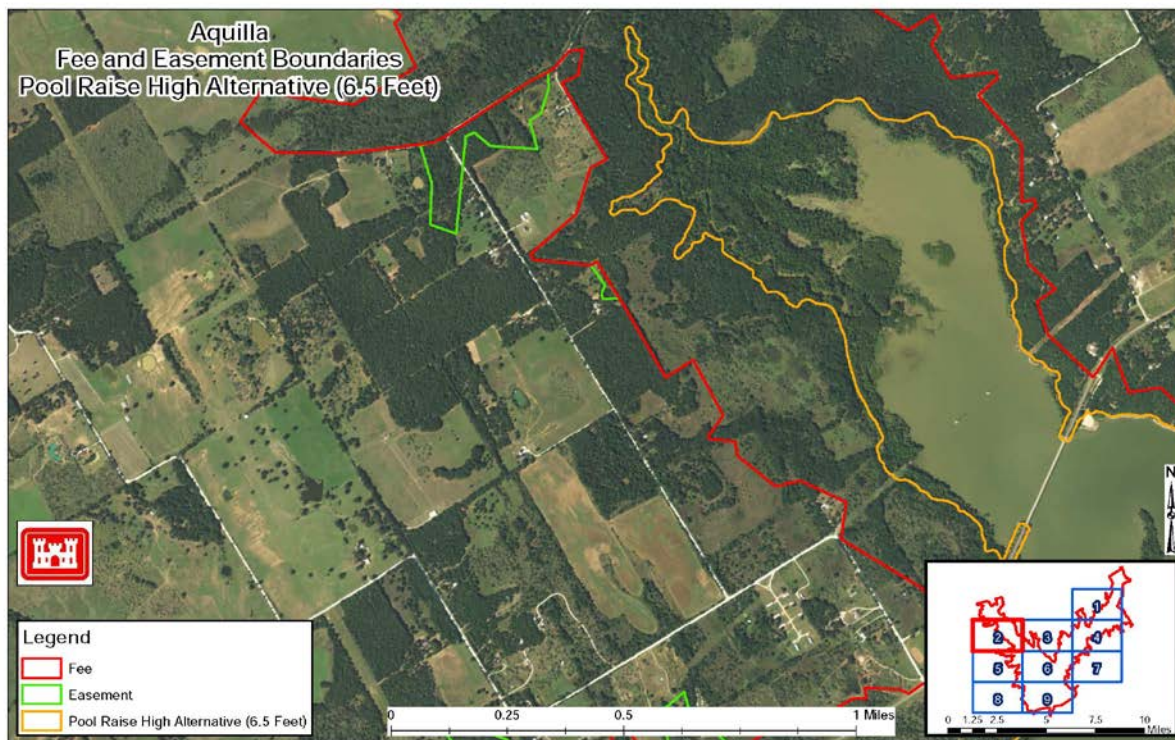 Aquilla
Fee and Easement Boundaries
Pool Raise High Alternative (6.5 Feet)
N
Legend
Fee
Easement
Pool Raise High Alternative (6.5 Feet)
0 0.25 0.5 1 Miles
1
2 3 4
5 6 7
8 9
0 1.25 2.5 5 7.5 10
Miles